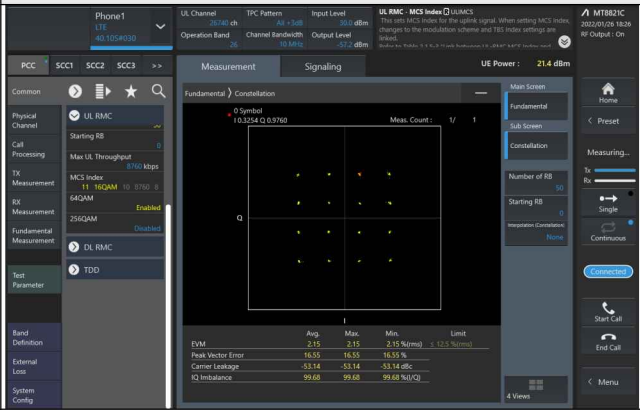 Phone1
LTE
40.10S#030
UL Channel
26740 ch
TPC Pattern
All +3dB
Input Level
30.0 dBm
Operation Band
26
Channel Bandwidth
10 MHz
Output Level
-57.2 dBm
UL RMC - MCS Index UL/MCS
This sets MCS Index for the uplink signal. When setting MCS Index,
changes to the modulation scheme and TBS Index settings are
linked.
MT8821C
2022/01/26 18:26
RF Output : On
PCC
SCC1
SCC2
SCC3
>>
Measurement
Signaling
UE Power : 21.4 dBm
Common
Physical
Channel
Call
Processing
TX
Measurement
RX
Measurement
Fundamental
Measurement
Test
Parameter
Band
Definition
External
Loss
System
Config
UL RMC
Starting RB
0
Max UL Throughput
8760 kbps
MCS Index
11 16QAM 10 8760 8
64QAM
Enabled
256QAM
Disabled
DL RMC
TDD
Fundamental 〉 Constellation
0 Symbol
I 0.3254 Q 0.9760
Meas. Count : 1/ 1
Q
I
Avg. Max. Min. Limit
EVM 2.15 2.15 2.15 %(rms) ≤ 12.5 %(rms)
Peak Vector Error 16.55 16.55 16.55 %
Carrier Leakage -53.14 -53.14 -53.14 dBc
IQ Imbalance 99.68 99.68 99.68 %(I/Q)
Main Screen
Fundamental
Sub Screen
Constellation
Number of RB
50
Starting RB
0
Interpolation (Constellation)
None
4 Views
Home
< Preset
Measuring...
Tx
Rx
Single
Continuous
Connected
Start Call
End Call
< Menu